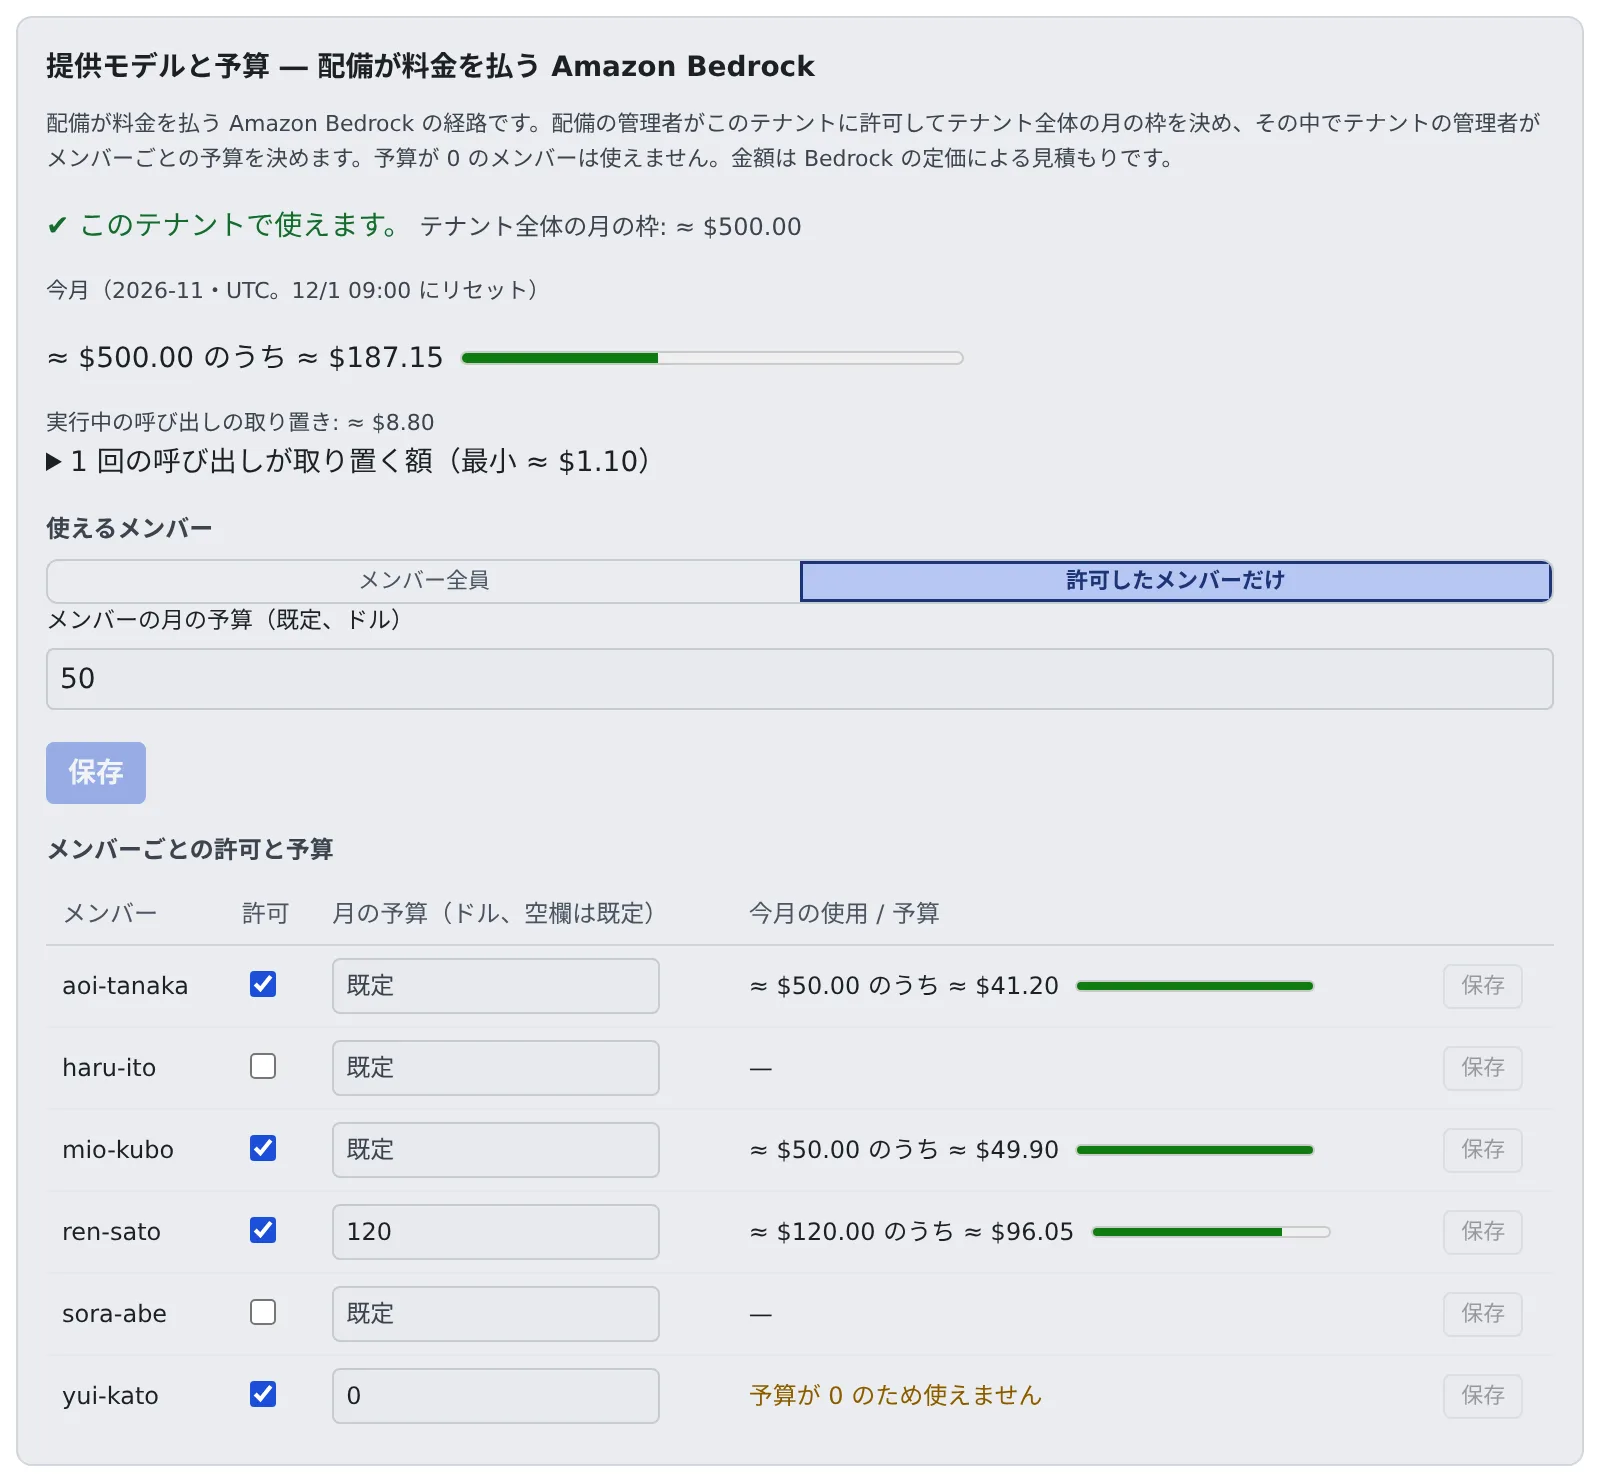 提供モデルと予算 — 配備が料金を払う Amazon Bedrock
配備が料金を払う Amazon Bedrock の経路です。配備の管理者がこのテナントに許可してテナント全体の月の枠を決め、その中でテナントの管理者が
メンバーごとの予算を決めます。予算が 0 のメンバーは使えません。金額は Bedrock の定価による見積もりです。
✔ このテナントで使えます。 テナント全体の月の枠: ≈ $500.00
今月（2026-11・UTC。12/1 09:00 にリセット）
≈ $500.00 のうち ≈ $187.15
実行中の呼び出しの取り置き: ≈ $8.80
▶ 1 回の呼び出しが取り置く額（最小 ≈ $1.10）
使えるメンバー
メンバー全員 許可したメンバーだけ
メンバーの月の予算（既定、ドル）
50
保存
メンバーごとの許可と予算
メンバー 許可 月の予算（ドル、空欄は既定） 今月の使用 / 予算
aoi-tanaka 既定 ≈ $50.00 のうち ≈ $41.20 保存
haru-ito 既定 — 保存
mio-kubo 既定 ≈ $50.00 のうち ≈ $49.90 保存
ren-sato 120 ≈ $120.00 のうち ≈ $96.05 保存
sora-abe 既定 — 保存
yui-kato 0 予算が 0 のため使えません 保存